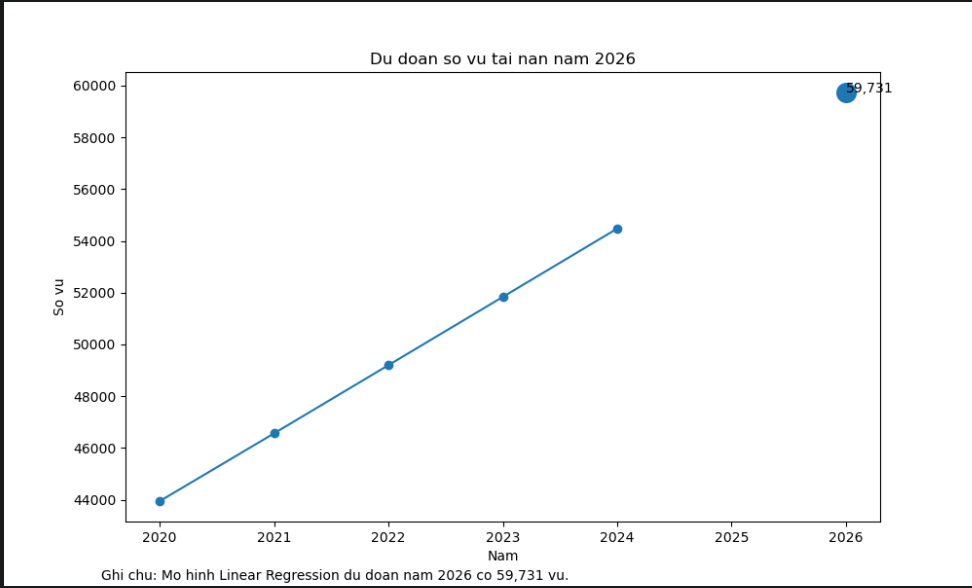 Du doan so vu tai nan nam 2026
60000
58000
56000
54000
52000
50000
48000
46000
44000
So vu
59,731
2020 2021 2022 2023 2024 2025 2026
Nam
Ghi chu: Mo hinh Linear Regression du doan nam 2026 co 59,731 vu.